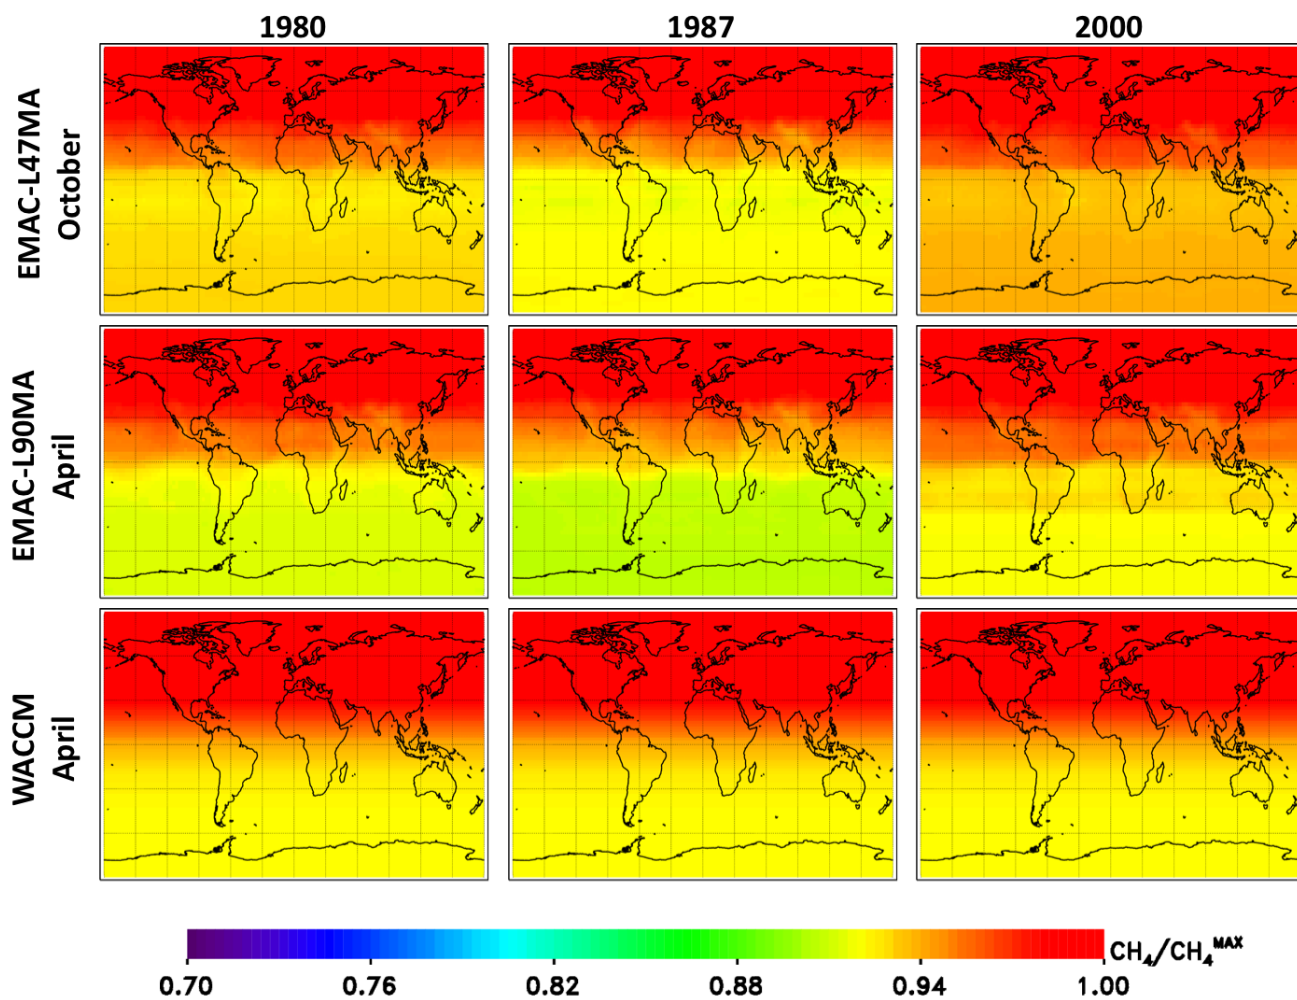 1980 1987 2000
EMAC-L47MA
October
EMAC-L90MA
April
WACCM
April
CH₄/CH₄ᴹᴬˣ
0.70 0.76 0.82 0.88 0.94 1.00